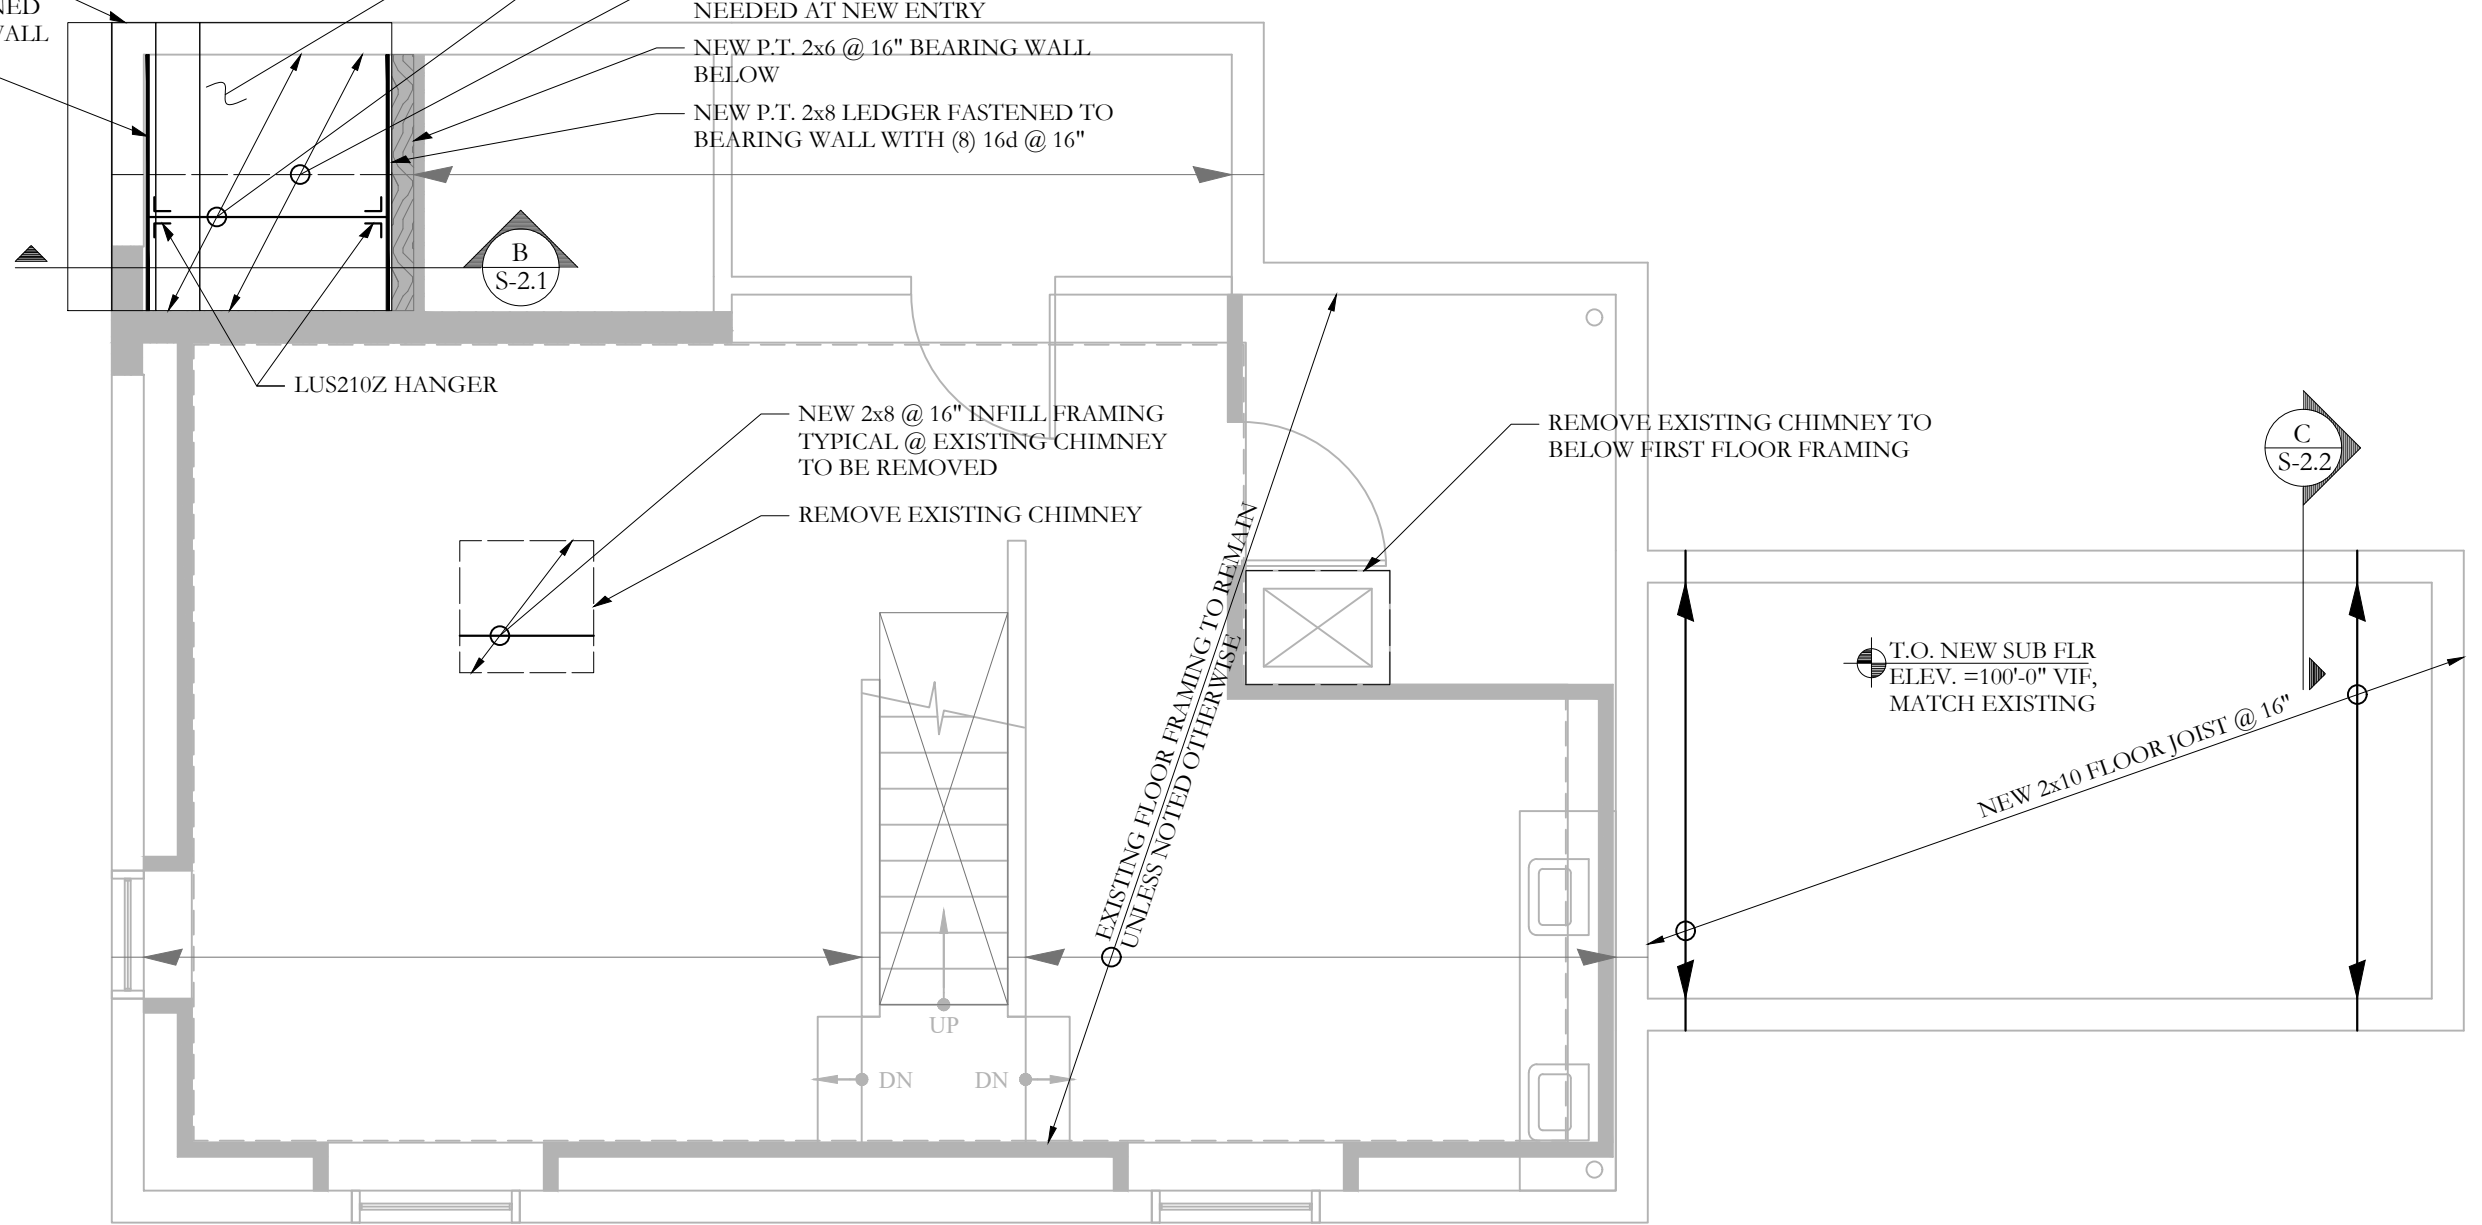 NEEDED AT NEW ENTRY
NEW P.T. 2x6 @ 16" BEARING WALL
BELOW
NEW P.T. 2x8 LEDGER FASTENED TO
BEARING WALL WITH (8) 16d @ 16"
B
S-2.1
LUS210Z HANGER
NEW 2x8 @ 16" INFILL FRAMING
TYPICAL @ EXISTING CHIMNEY
TO BE REMOVED
REMOVE EXISTING CHIMNEY
REMOVE EXISTING CHIMNEY TO
BELOW FIRST FLOOR FRAMING
C
S-2.2
EXISTING FLOOR FRAMING TO REMAIN
UNLESS NOTED OTHERWISE
T.O. NEW SUB FLR
ELEV. =100'-0" VIF,
MATCH EXISTING
NEW 2x10 FLOOR JOIST @ 16"
UP
DN
DN